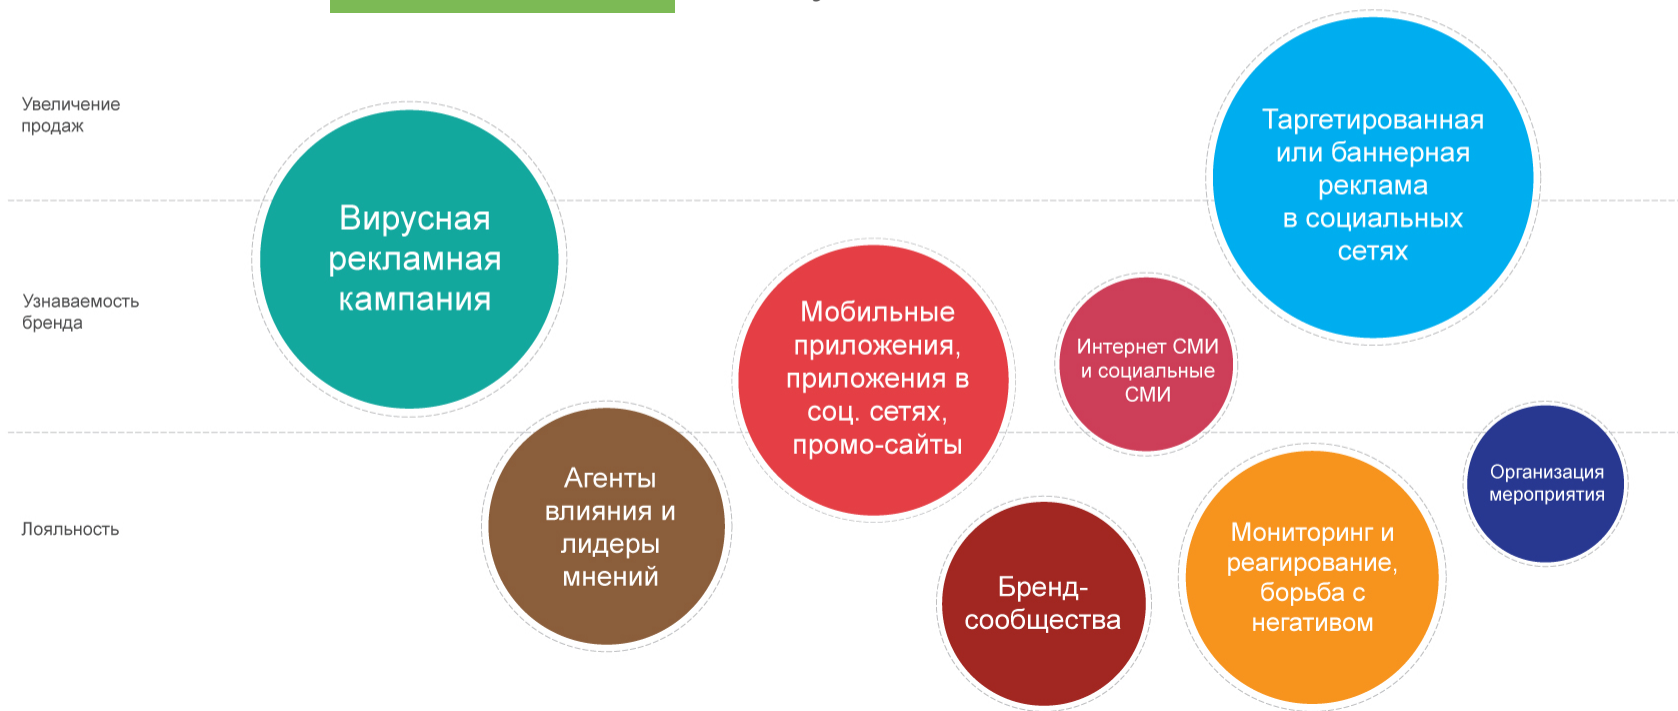 Увеличение
продаж
Узнаваемость
бренда
Лояльность
Вирусная
рекламная
кампания
Агенты
влияния и
лидеры
мнений
Мобильные
приложения,
приложения в
соц. сетях,
промо-сайты
Бренд-
сообщества
Интернет СМИ
и социальные
СМИ
Таргетированная
или баннерная
реклама
в социальных
сетях
Мониторинг и
реагирование,
борьба с
негативом
Организация
мероприятия